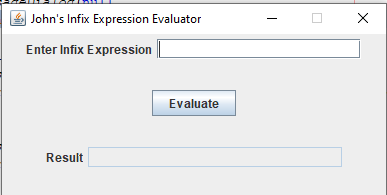 John's Infix Expression Evaluator
Enter Infix Expression
Evaluate
Result